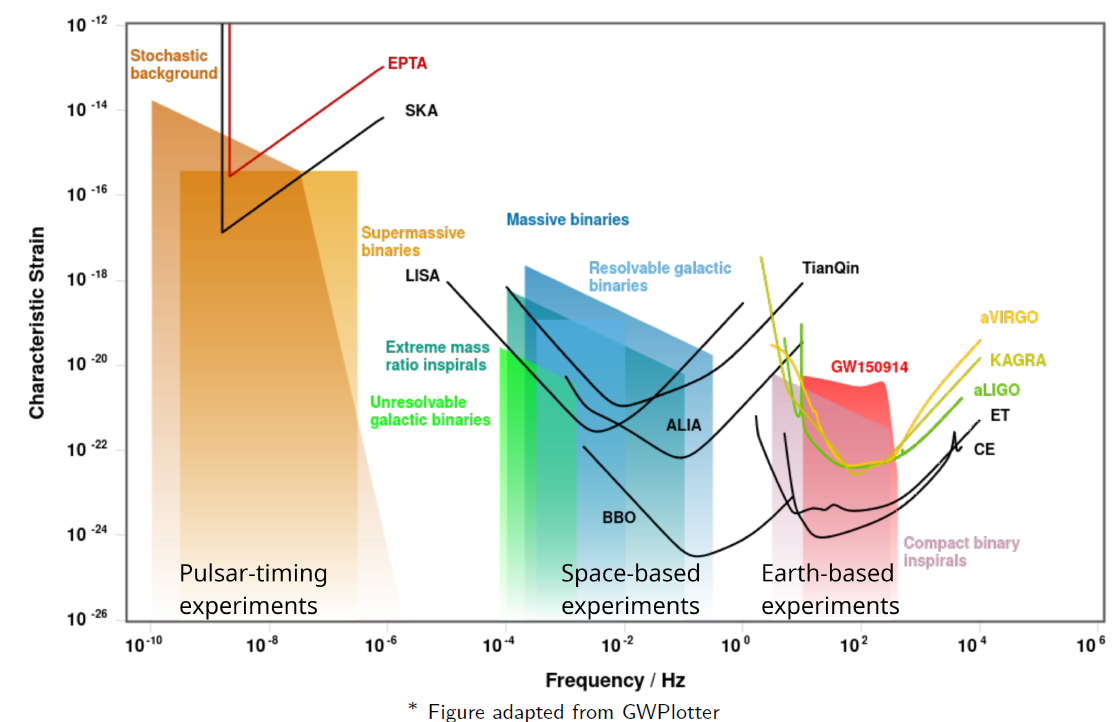 10 -12
10 -14
10 -16
10 -18
10 -20
10 -22
10 -24
10 -26
Characteristic Strain
Stochastic
background
EPTA
SKA
Supermassive
binaries
LISA
Massive binaries
Resolvable galactic
binaries
TianQin
Extreme mass
ratio inspirals
Unresolvable
galactic binaries
ALIA
BBO
GW150914
aVIRGO
KAGRA
aLIGO
ET
CE
Compact binary
inspirals
Pulsar-timing
experiments
Space-based
experiments
Earth-based
experiments
10 -10
10 -8
10 -6
10 -4
10 -2
10 0
10 2
10 4
10 6
Frequency / Hz
* Figure adapted from GWPlotter